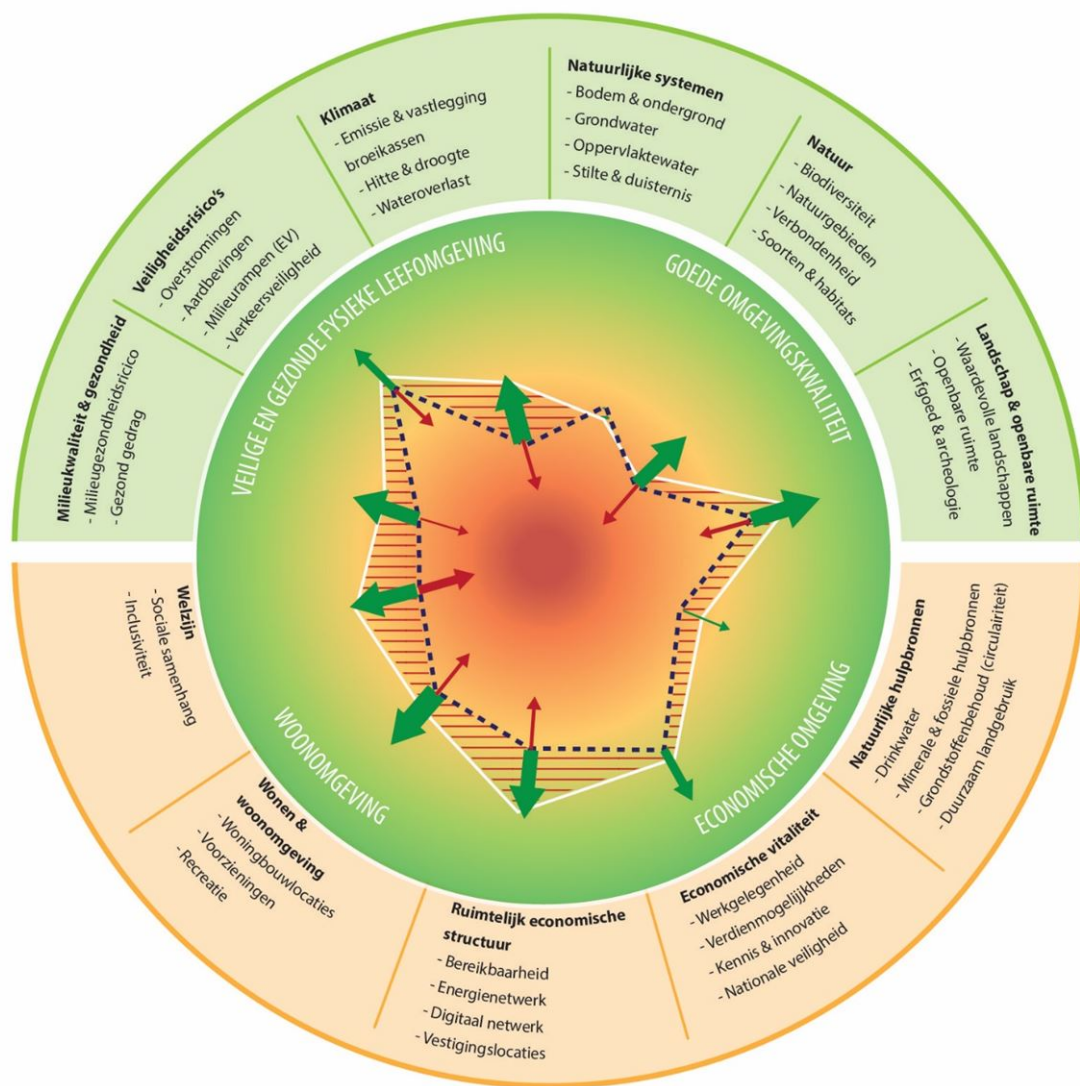 Milieukwaliteit & gezondheid
- Milieugezondheidsricico
- Gezond gedrag
Veiligheidsrisico's
- Overstromingen
- Aardbevingen
- Milieurampen (EV)
- Verkeersveiligheid
Klimaat
- Emissie & vastlegging
broeikassen
- Hitte & droogte
- Wateroverlast
Natuurlijke systemen
- Bodem & ondergrond
- Grondwater
- Oppervlaktewater
- Stilte & duisternis
Natuur
- Biodiversiteit
- Natuurgebieden
- Verbondenheid
- Soorten & habitats
Landschap & openbare ruimte
- Waardevolle landschappen
- Openbare ruimte
- Erfgoed & archeologie
VEILIGE EN GEZONDE FYSIEKE LEEFOMGEVING
GOEDE OMGEVINGSKWALITEIT
WOONOMGEVING
ECONOMISCHE OMGEVING
Natuurlijke hulpbronnen
- Drinkwater
- Minerale & fossiele hulpbronnen
- Grondstoffenbehoud (circulairiteit)
- Duurzaam landgebruik
Economische vitaliteit
- Werkgelegenheid
- Verdienmogelijkheden
- Kennis & innovatie
- Nationale veiligheid
Ruimtelijk economische
structuur
- Bereikbaarheid
- Energienetwerk
- Digitaal netwerk
- Vestigingslocaties
Wonen &
woonomgeving
- Woningbouwlocaties
- Voorzieningen
- Recreatie
Welzijn
- Sociale samenhang
- Inclusiviteit